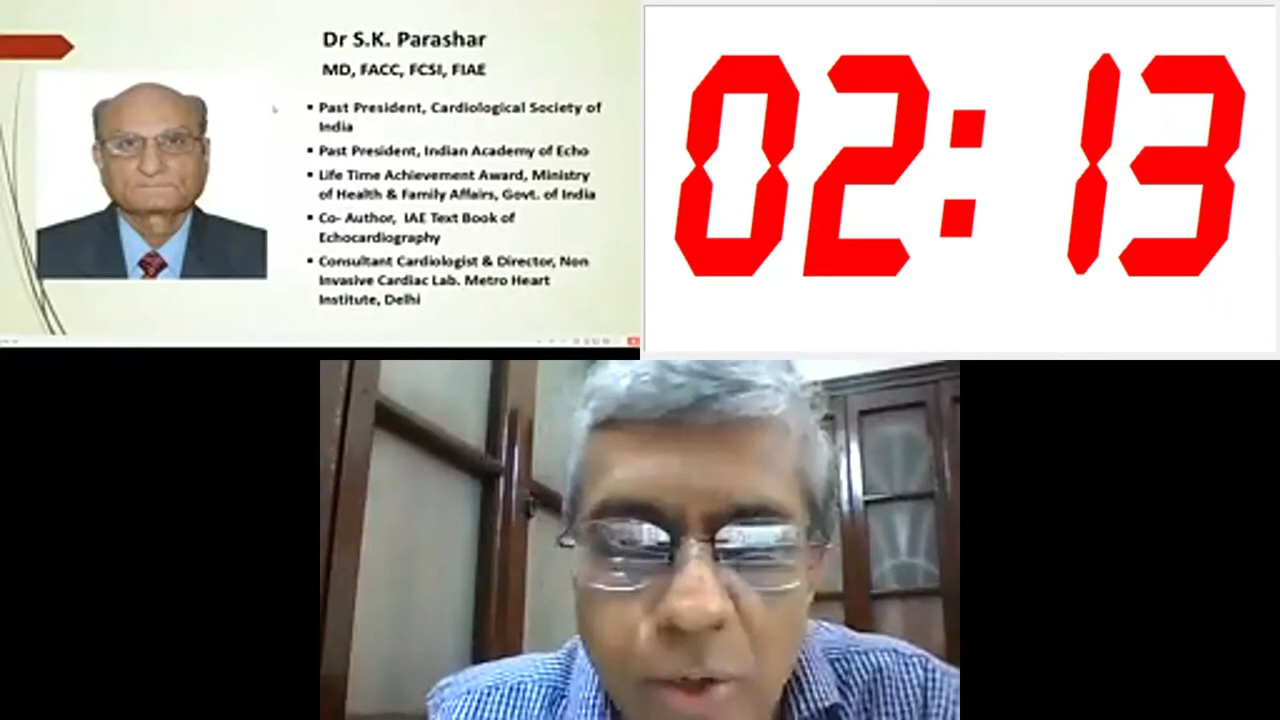 Dr S.K. Parashar
MD, FACC, FCSI, FIAE
▪ Past President, Cardiological Society of
India
▪ Past President, Indian Academy of Echo
▪ Life Time Achievement Award, Ministry
of Health & Family Affairs, Govt. of India
▪ Co- Author, IAE Text Book of
Echocardiography
▪ Consultant Cardiologist & Director, Non
Invasive Cardiac Lab. Metro Heart
Institute, Delhi
02:13